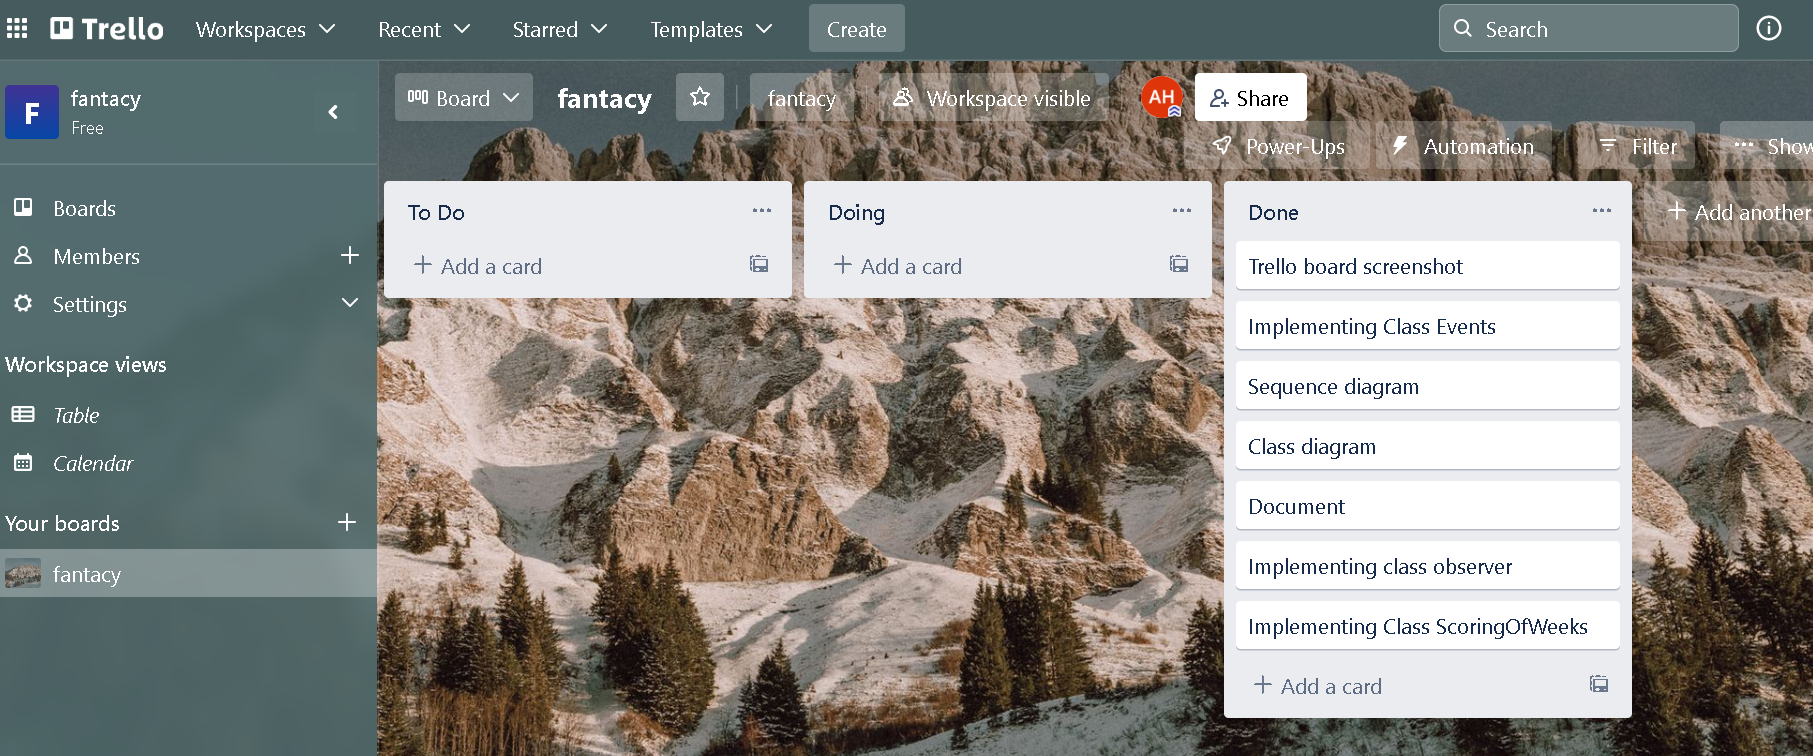 Trello Workspaces Recent Starred Templates Create Search
F fantacy
Free
Board fantacy fantacy Workspace visible AH Share
Power-Ups Automation Filter Show
Boards
Members
Settings
Workspace views
Table
Calendar
Your boards
fantacy
To Do
Add a card
Doing
Add a card
Done
Trello board screenshot
Implementing Class Events
Sequence diagram
Class diagram
Document
Implementing class observer
Implementing Class ScoringOfWeeks
Add a card
Add another